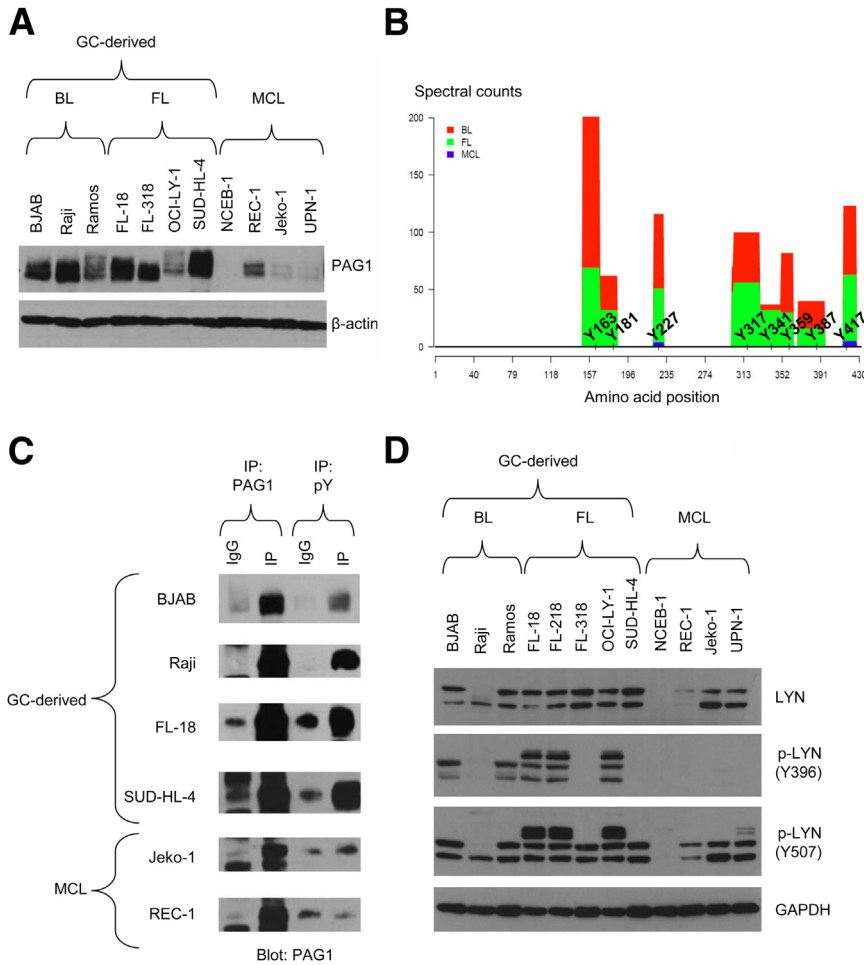 A
GC-derived
BL FL MCL
BJAB Raji Ramos FL-18 FL-318 OCI-LY-1 SUD-HL-4 NCEB-1 REC-1 Jeko-1 UPN-1
PAG1
β-actin
B
Spectral counts
200
150
100
50
0
BL
FL
MCL
Y163 Y181 Y227 Y317 Y341 Y359 Y387 Y417
1 40 79 118 157 196 235 274 313 352 391 430
Amino acid position
C
IP: IP:
PAG1 pY
IgG IP IgG IP
BJAB
Raji
GC-derived
FL-18
SUD-HL-4
Jeko-1
MCL
REC-1
Blot: PAG1
D
GC-derived
BL FL MCL
BJAB Raji Ramos FL-18 FL-218 FL-318 OCI-LY-1 SUD-HL-4 NCEB-1 REC-1 Jeko-1 UPN-1
LYN
p-LYN
(Y396)
p-LYN
(Y507)
GAPDH